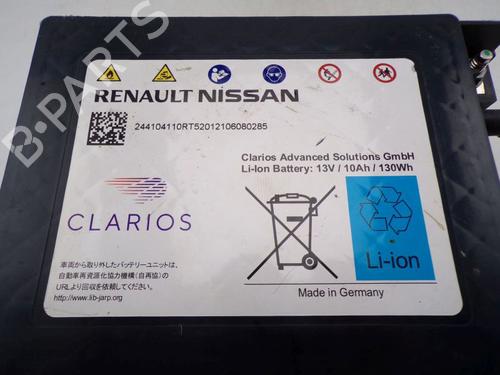 RENAULT NISSAN
244104110RT52012106080285
Clarios Advanced Solutions GmbH
Li-Ion Battery: 13V / 10Ah / 130Wh
CLARIOS
Li-ion
車両から取り外したバッテリーユニットは、
自動車再資源化協力機構（自再協）の
URLより回収を依頼してください。
http://www.lib-jarp.org
Made in Germany
B-PARTS